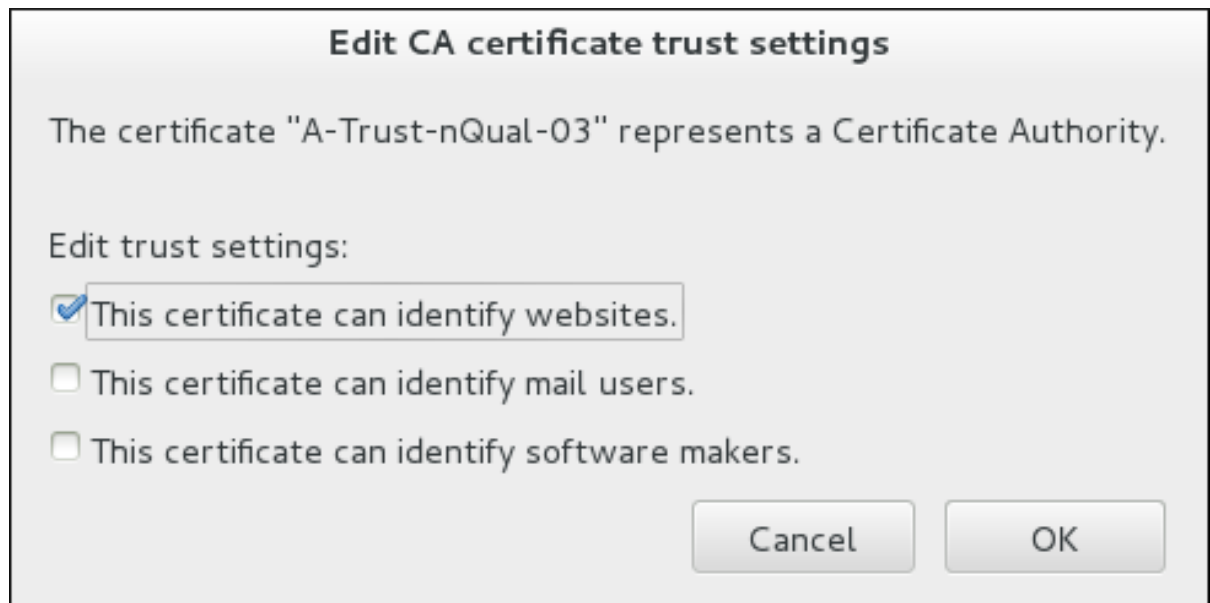 Edit CA certificate trust settings
The certificate "A-Trust-nQual-03" represents a Certificate Authority.
Edit trust settings:
This certificate can identify websites.
This certificate can identify mail users.
This certificate can identify software makers.
Cancel
OK